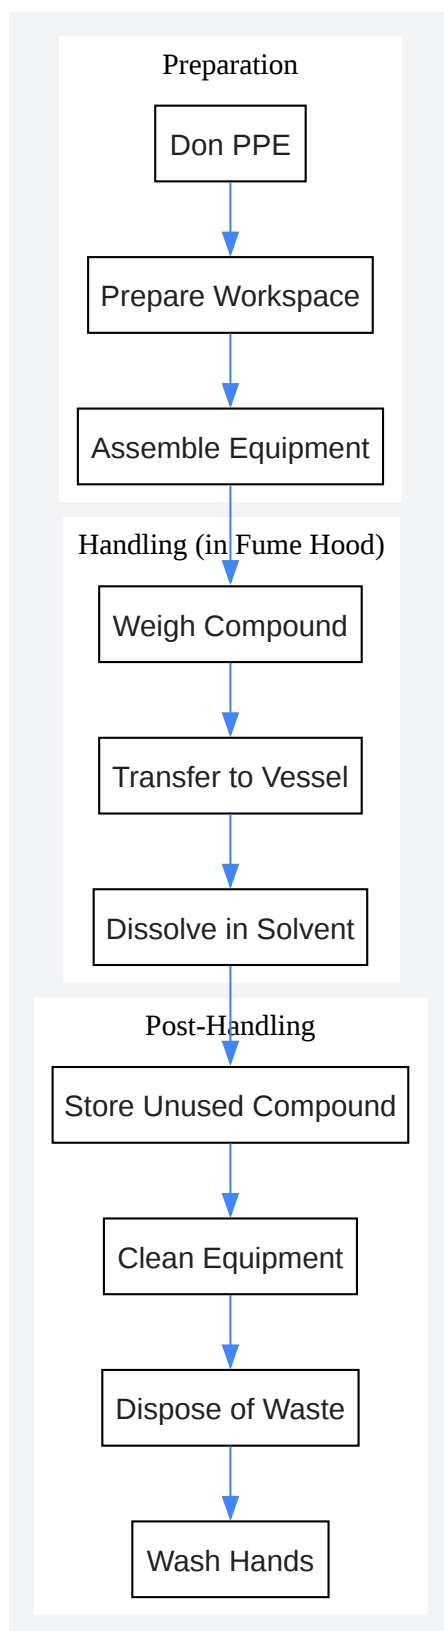 Preparation
Don PPE
Prepare Workspace
Assemble Equipment
Handling (in Fume Hood)
Weigh Compound
Transfer to Vessel
Dissolve in Solvent
Post-Handling
Store Unused Compound
Clean Equipment
Dispose of Waste
Wash Hands